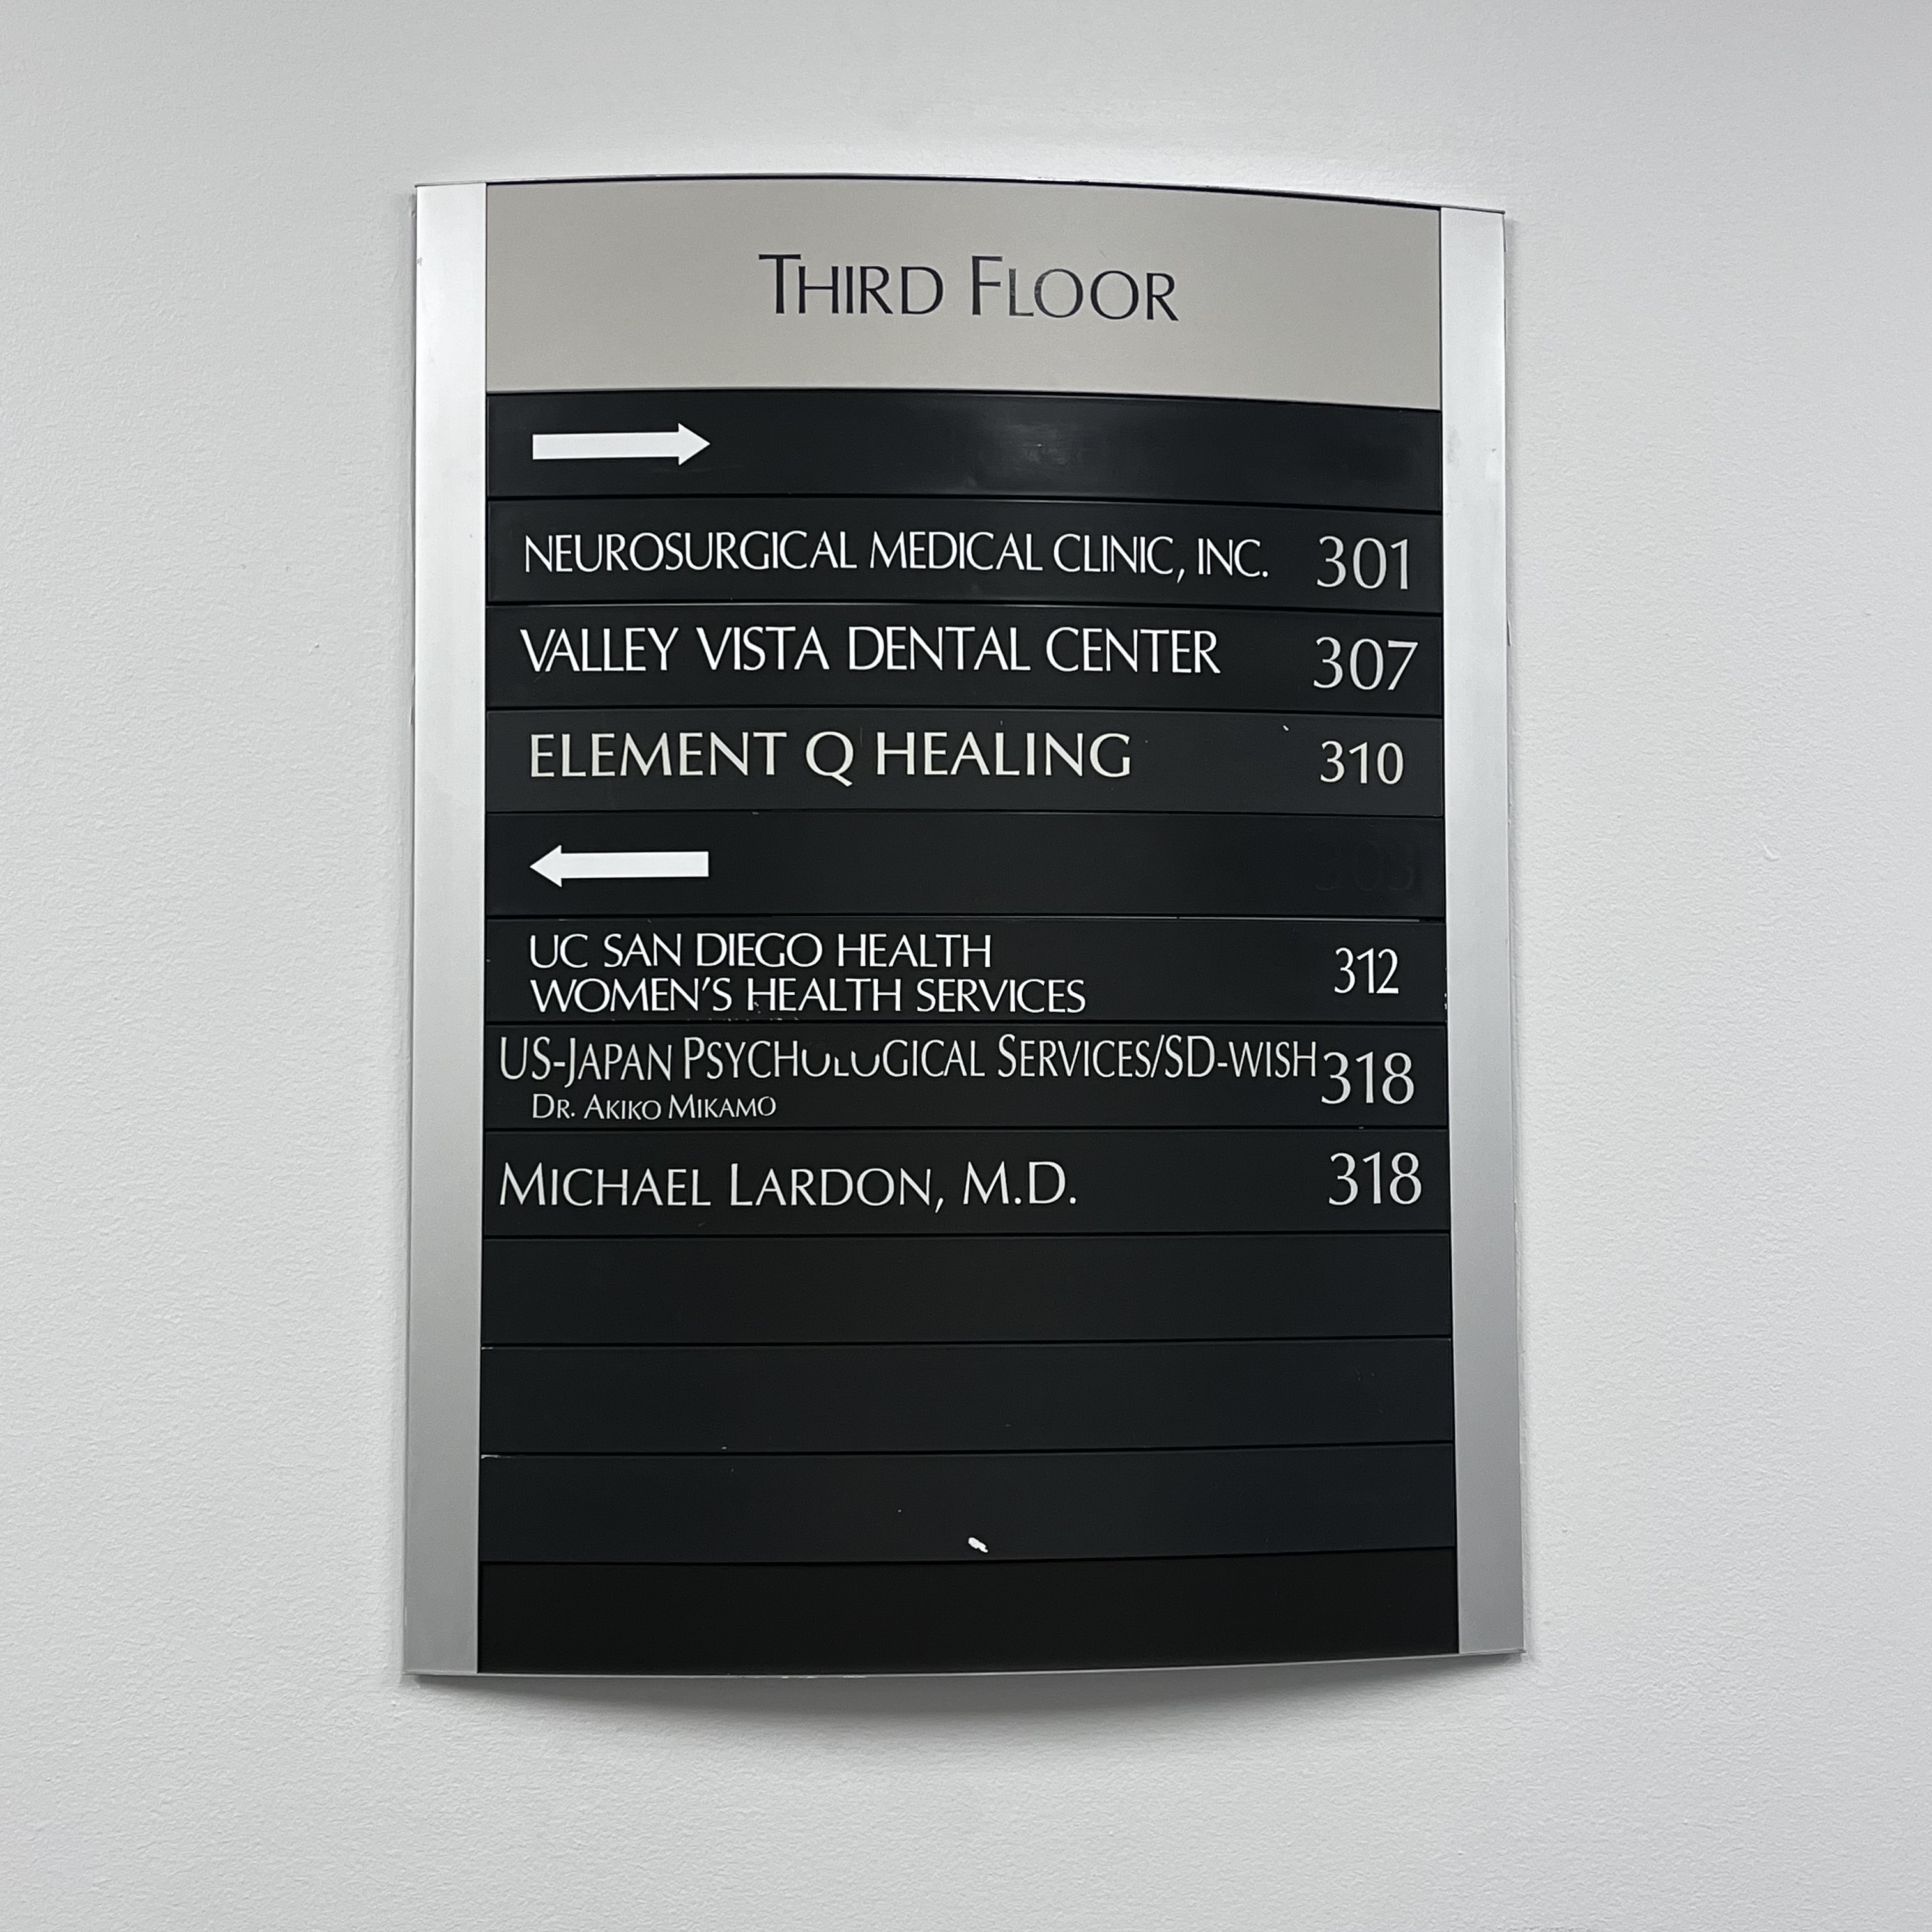 THIRD FLOOR
NEUROSURGICAL MEDICAL CLINIC, INC. 301
VALLEY VISTA DENTAL CENTER 307
ELEMENT Q HEALING 310
UC SAN DIEGO HEALTH
WOMEN'S HEALTH SERVICES 312
US-JAPAN PSYCHOLOGICAL SERVICES/SD-WISH 318
DR. AKIKO MIKAMO
MICHAEL LARDON, M.D. 318